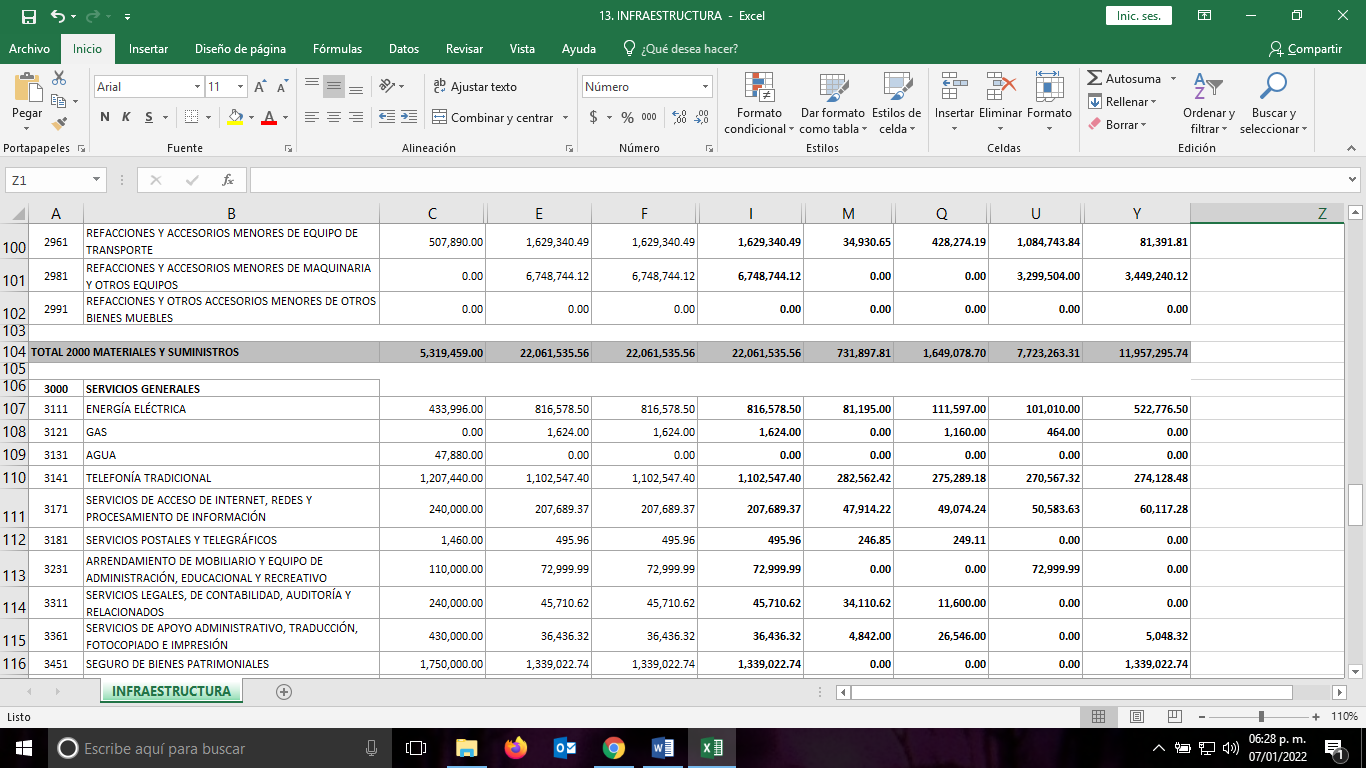 13. INFRAESTRUCTURA - Excel
Inic. ses.
Archivo Inicio Insertar Diseño de página Fórmulas Datos Revisar Vista Ayuda ¿Qué desea hacer? Compartir
Pegar
Arial 11
N K S
Ajustar texto
Combinar y centrar
Número
$ % 000
Formato condicional
Dar formato como tabla
Estilos de celda
Insertar Eliminar Formato
Autosuma
Rellenar
Borrar
Ordenar y filtrar
Buscar y seleccionar
Portapapeles Fuente Alineación Número Estilos Celdas Edición
Z1 fx
A B C E F I M Q U Y Z
100 2961 REFACCIONES Y ACCESORIOS MENORES DE EQUIPO DE TRANSPORTE 507,890.00 1,629,340.49 1,629,340.49 1,629,340.49 34,930.65 428,274.19 1,084,743.84 81,391.81
101 2981 REFACCIONES Y ACCESORIOS MENORES DE MAQUINARIA Y OTROS EQUIPOS 0.00 6,748,744.12 6,748,744.12 6,748,744.12 0.00 0.00 3,299,504.00 3,449,240.12
102 2991 REFACCIONES Y OTROS ACCESORIOS MENORES DE OTROS BIENES MUEBLES 0.00 0.00 0.00 0.00 0.00 0.00 0.00 0.00
103
104 TOTAL 2000 MATERIALES Y SUMINISTROS 5,319,459.00 22,061,535.56 22,061,535.56 22,061,535.56 731,897.81 1,649,078.70 7,723,263.31 11,957,295.74
105
106 3000 SERVICIOS GENERALES
107 3111 ENERGÍA ELÉCTRICA 433,996.00 816,578.50 816,578.50 816,578.50 81,195.00 111,597.00 101,010.00 522,776.50
108 3121 GAS 0.00 1,624.00 1,624.00 1,624.00 0.00 1,160.00 464.00 0.00
109 3131 AGUA 47,880.00 0.00 0.00 0.00 0.00 0.00 0.00 0.00
110 3141 TELEFONÍA TRADICIONAL 1,207,440.00 1,102,547.40 1,102,547.40 1,102,547.40 282,562.42 275,289.18 270,567.32 274,128.48
111 3171 SERVICIOS DE ACCESO DE INTERNET, REDES Y PROCESAMIENTO DE INFORMACIÓN 240,000.00 207,689.37 207,689.37 207,689.37 47,914.22 49,074.24 50,583.63 60,117.28
112 3181 SERVICIOS POSTALES Y TELEGRÁFICOS 1,460.00 495.96 495.96 495.96 246.85 249.11 0.00 0.00
113 3231 ARRENDAMIENTO DE MOBILIARIO Y EQUIPO DE ADMINISTRACIÓN, EDUCACIONAL Y RECREATIVO 110,000.00 72,999.99 72,999.99 72,999.99 0.00 0.00 72,999.99 0.00
114 3311 SERVICIOS LEGALES, DE CONTABILIDAD, AUDITORÍA Y RELACIONADOS 240,000.00 45,710.62 45,710.62 45,710.62 34,110.62 11,600.00 0.00 0.00
115 3361 SERVICIOS DE APOYO ADMINISTRATIVO, TRADUCCIÓN, FOTOCOPIADO E IMPRESIÓN 430,000.00 36,436.32 36,436.32 36,436.32 4,842.00 26,546.00 0.00 5,048.32
116 3451 SEGURO DE BIENES PATRIMONIALES 1,750,000.00 1,339,022.74 1,339,022.74 1,339,022.74 0.00 0.00 0.00 1,339,022.74
INFRAESTRUCTURA
Listo 110%
Escribe aquí para buscar
06:28 p. m.
07/01/2022
1